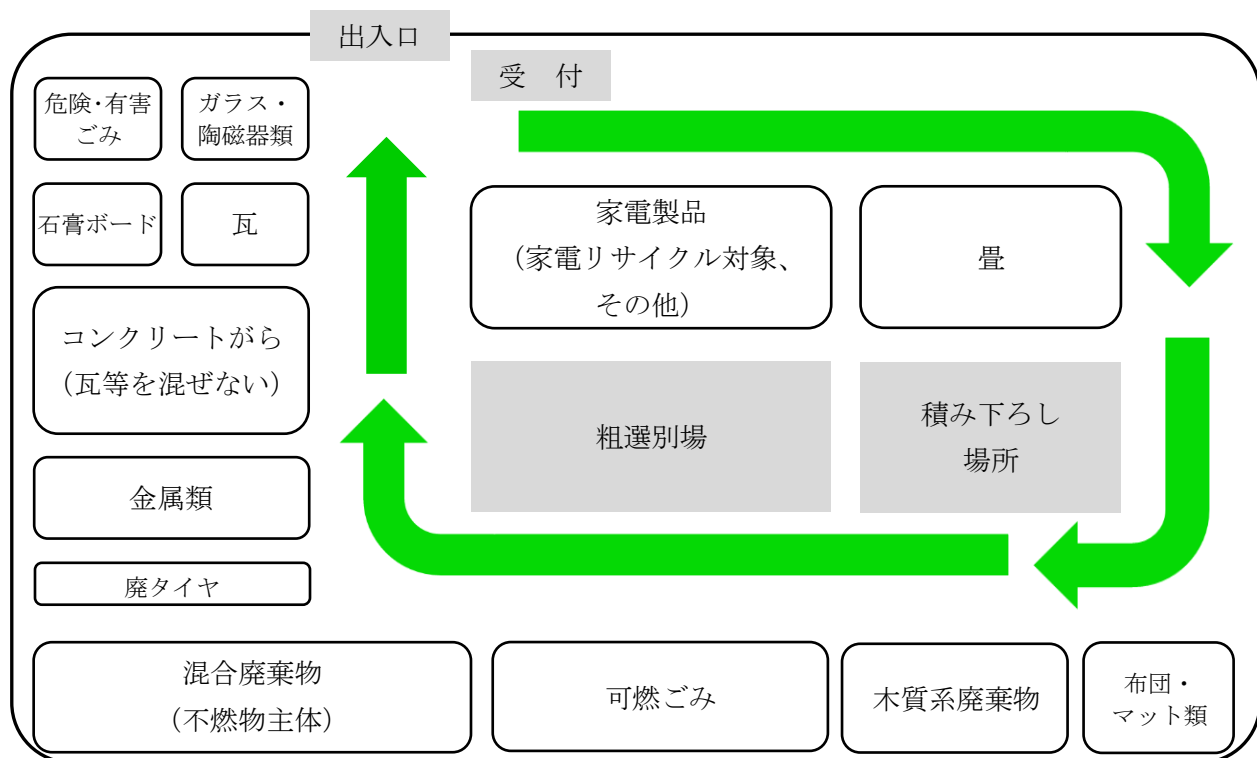 出入口
受　付
危険・有害
ごみ
ガラス・
陶磁器類
石膏ボード
瓦
家電製品
（家電リサイクル対象、
その他）
畳
コンクリートがら
（瓦等を混ぜない）
粗選別場
積み下ろし
場所
金属類
廃タイヤ
混合廃棄物
（不燃物主体）
可燃ごみ
木質系廃棄物
布団・
マット類